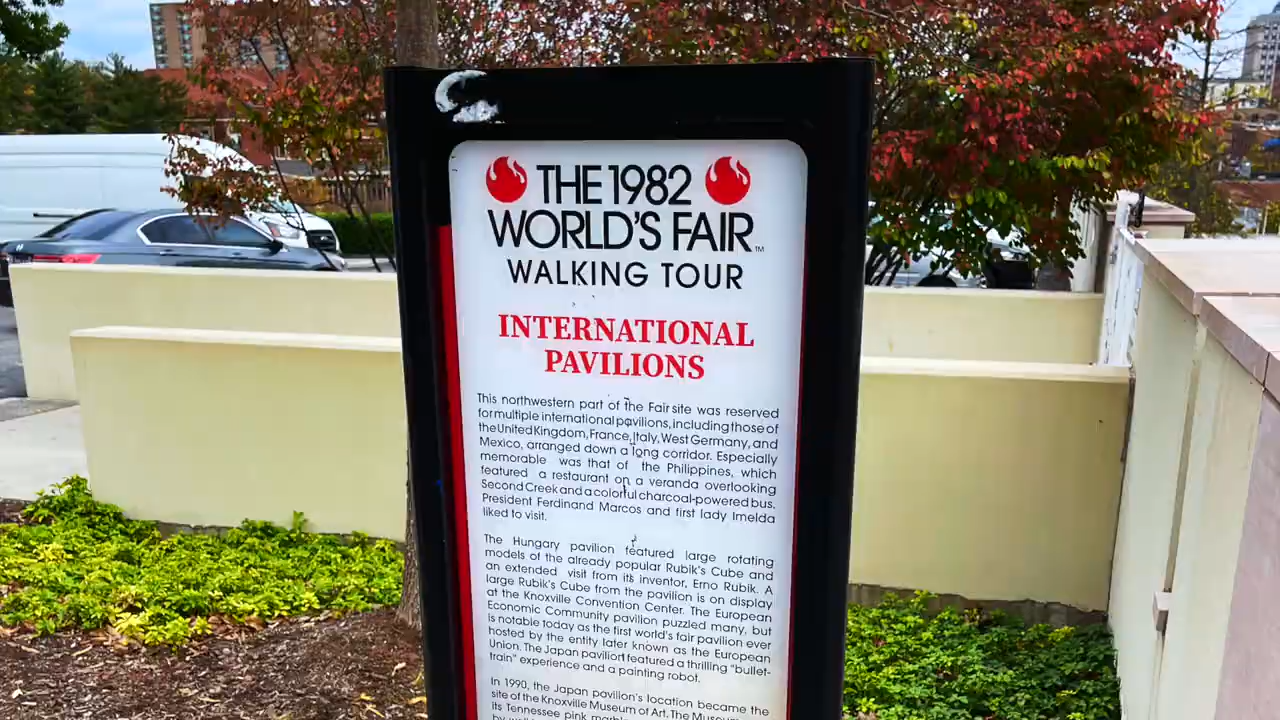 THE 1982
WORLD'S FAIR™
WALKING TOUR
INTERNATIONAL
PAVILIONS
This northwestern part of the Fair site was reserved
for multiple international pavilions, including those of
the United Kingdom, France, Italy, West Germany, and
Mexico, arranged down a long corridor. Especially
memorable was that of the Philippines, which
featured a restaurant on a veranda overlooking
Second Creek and a colorful charcoal-powered bus.
President Ferdinand Marcos and first lady Imelda
liked to visit.
The Hungary pavilion featured large rotating
models of the already popular Rubik's Cube and
an extended visit from its inventor, Erno Rubik. A
large Rubik's Cube from the pavilion is on display
at the Knoxville Convention Center. The European
Economic Community pavilion puzzled many, but
is notable today as the first world's fair pavilion ever
hosted by the entity later known as the European
Union. The Japan pavilion featured a thrilling "bullet-
train" experience and a painting robot.
In 1990, the Japan pavilion's location became the
site of the Knoxville Museum of Art. The
its Tennessee pink